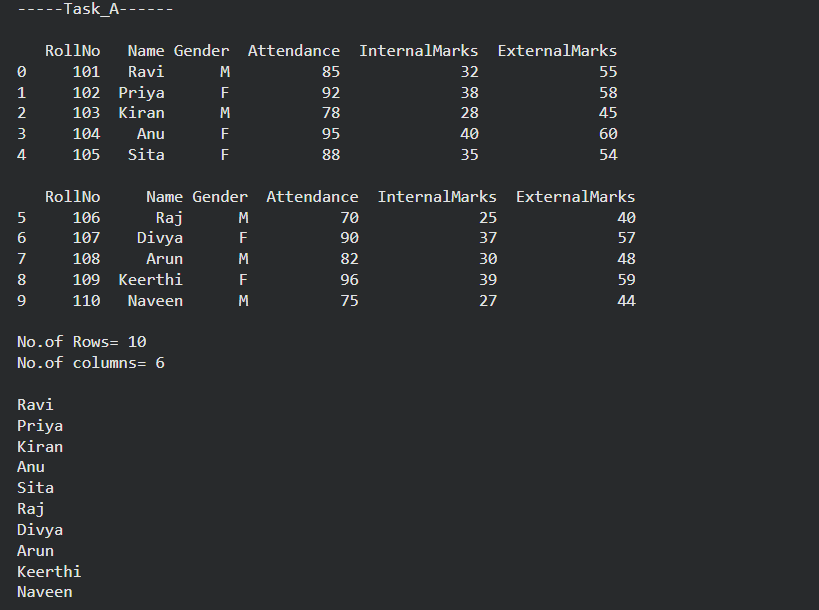 -----Task_A------
   RollNo   Name Gender  Attendance  InternalMarks  ExternalMarks
0     101   Ravi      M          85             32             55
1     102  Priya      F          92             38             58
2     103  Kiran      M          78             28             45
3     104    Anu      F          95             40             60
4     105   Sita      F          88             35             54
   RollNo     Name Gender  Attendance  InternalMarks  ExternalMarks
5     106      Raj      M          70             25             40
6     107    Divya      F          90             37             57
7     108     Arun      M          82             30             48
8     109  Keerthi      F          96             39             59
9     110   Naveen      M          75             27             44
No.of Rows= 10
No.of columns= 6
Ravi
Priya
Kiran
Anu
Sita
Raj
Divya
Arun
Keerthi
Naveen